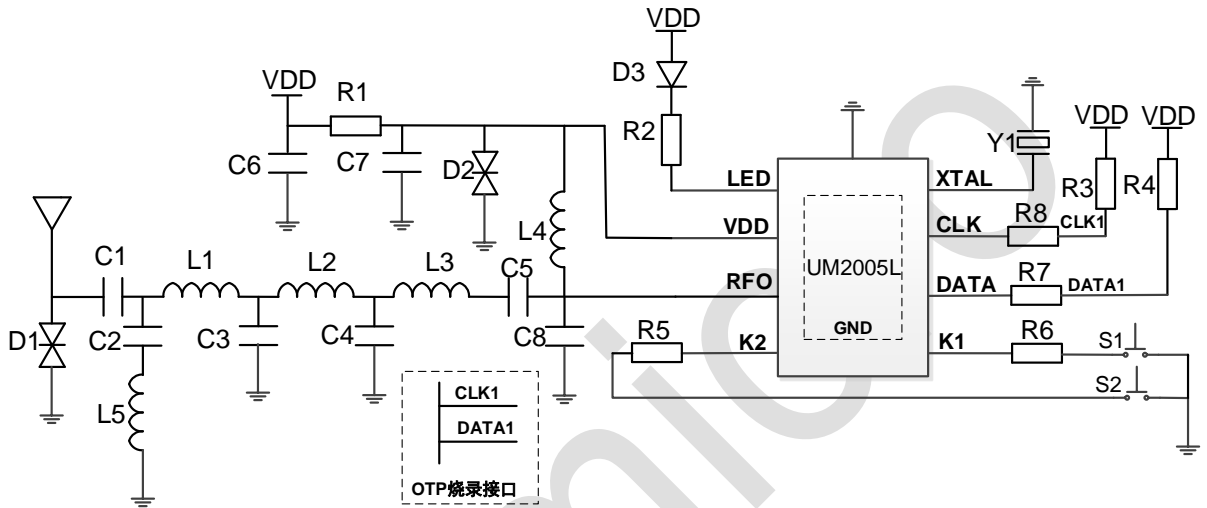 VDD
D3
VDD
R1
R2
C6
C7
D2
L4
LED
VDD
RFO
K2
UM2005L
GND
XTAL
CLK
DATA
K1
Y1
VDD
VDD
R3
R4
R8
CLK1
R7
DATA1
R6
S1
S2
R5
C1
L1
L2
L3
C5
D1
C2
C3
C4
C8
L5
CLK1
DATA1
OTP烧录接口